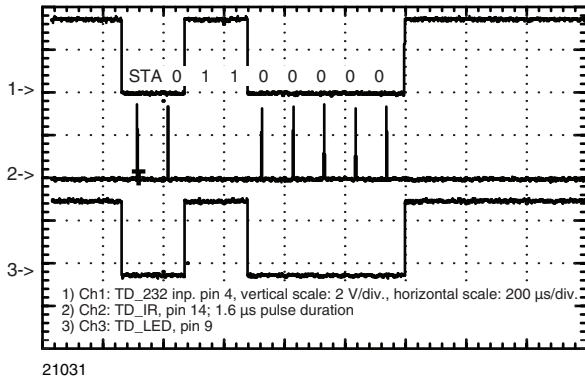 STA 0 1 1 0 0 0 0 0
1->
2->
3->
1) Ch1: TD_232 inp. pin 4, vertical scale: 2 V/div., horizontal scale: 200 μs/div.
2) Ch2: TD_IR, pin 14; 1.6 μs pulse duration
3) Ch3: TD_LED, pin 9
21031